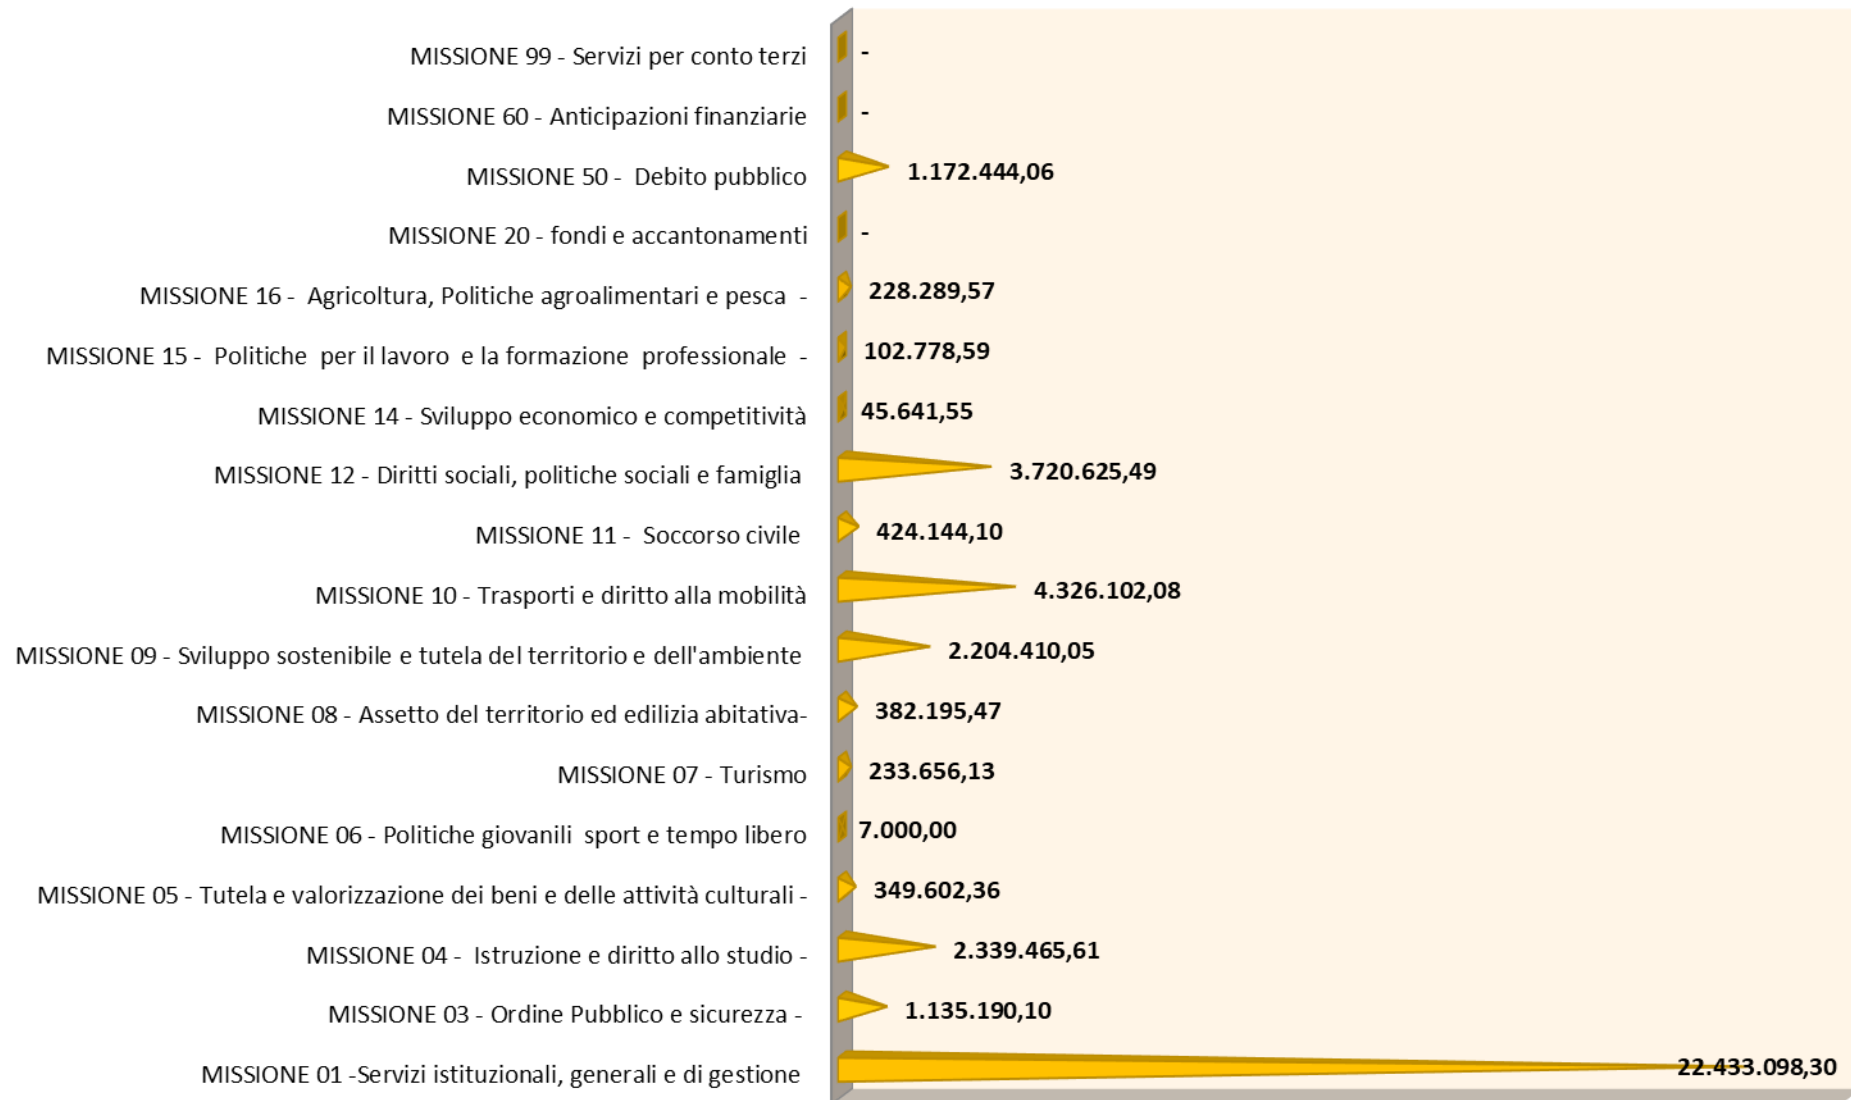 MISSIONE 99 - Servizi per conto terzi -
MISSIONE 60 - Anticipazioni finanziarie -
MISSIONE 50 - Debito pubblico 1.172.444,06
MISSIONE 20 - fondi e accantonamenti -
MISSIONE 16 - Agricoltura, Politiche agroalimentari e pesca - 228.289,57
MISSIONE 15 - Politiche per il lavoro e la formazione professionale - 102.778,59
MISSIONE 14 - Sviluppo economico e competitività 45.641,55
MISSIONE 12 - Diritti sociali, politiche sociali e famiglia 3.720.625,49
MISSIONE 11 - Soccorso civile 424.144,10
MISSIONE 10 - Trasporti e diritto alla mobilità 4.326.102,08
MISSIONE 09 - Sviluppo sostenibile e tutela del territorio e dell'ambiente 2.204.410,05
MISSIONE 08 - Assetto del territorio ed edilizia abitativa- 382.195,47
MISSIONE 07 - Turismo 233.656,13
MISSIONE 06 - Politiche giovanili sport e tempo libero 7.000,00
MISSIONE 05 - Tutela e valorizzazione dei beni e delle attività culturali - 349.602,36
MISSIONE 04 - Istruzione e diritto allo studio - 2.339.465,61
MISSIONE 03 - Ordine Pubblico e sicurezza - 1.135.190,10
MISSIONE 01 -Servizi istituzionali, generali e di gestione 22.433.098,30